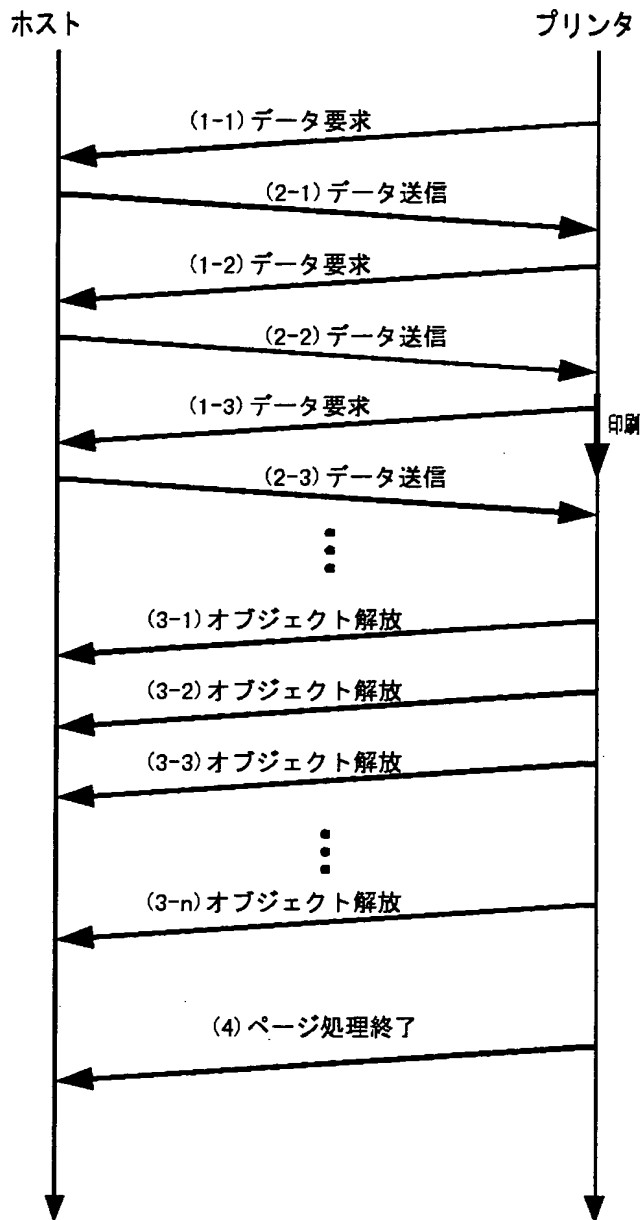 ホスト
プリンタ
(1-1)データ要求
(2-1)データ送信
(1-2)データ要求
(2-2)データ送信
(1-3)データ要求
印刷
(2-3)データ送信
(3-1)オブジェクト解放
(3-2)オブジェクト解放
(3-3)オブジェクト解放
(3-n)オブジェクト解放
(4)ページ処理終了